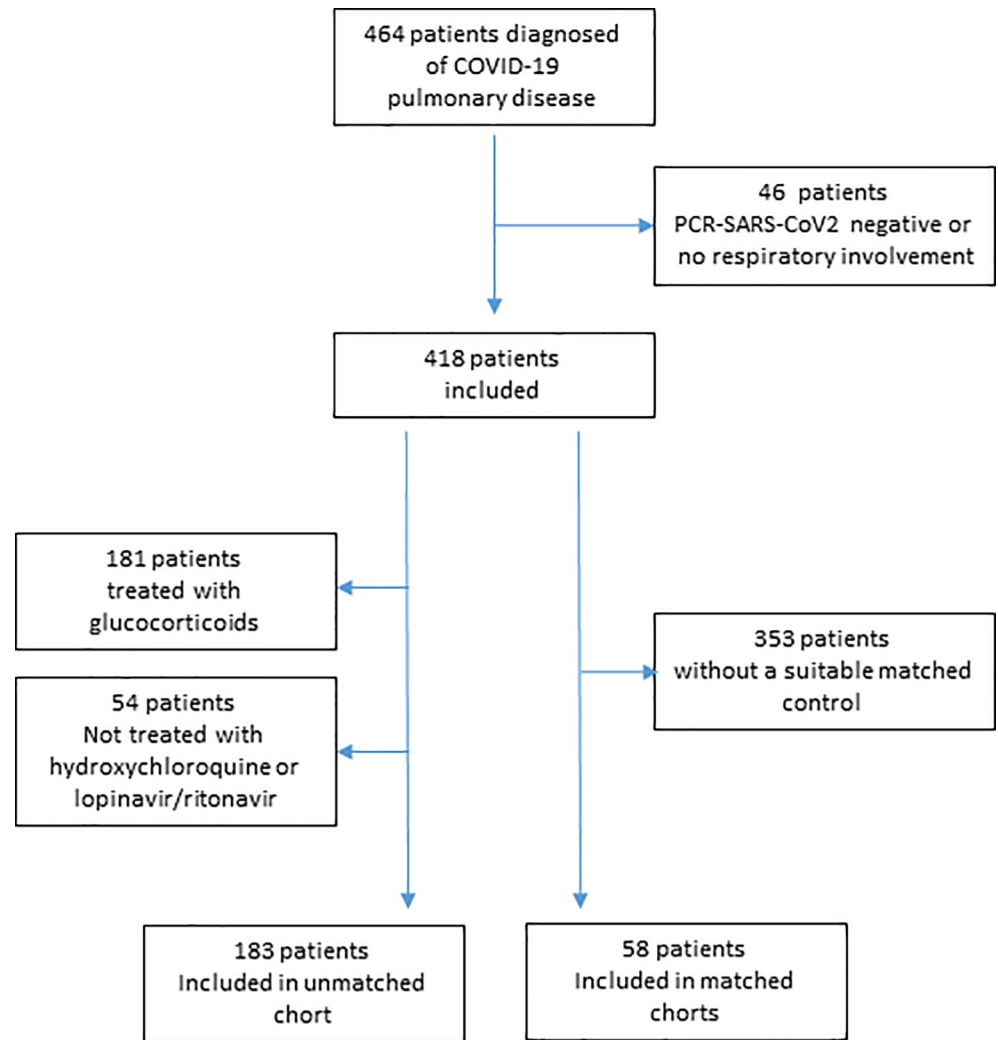 464 patients diagnosed
of COVID-19
pulmonary disease
46 patients
PCR-SARS-CoV2 negative or
no respiratory involvement
418 patients
included
181 patients
treated with
glucocorticoids
353 patients
without a suitable matched
control
54 patients
Not treated with
hydroxychloroquine or
lopinavir/ritonavir
183 patients
Included in unmatched
chort
58 patients
Included in matched
chorts